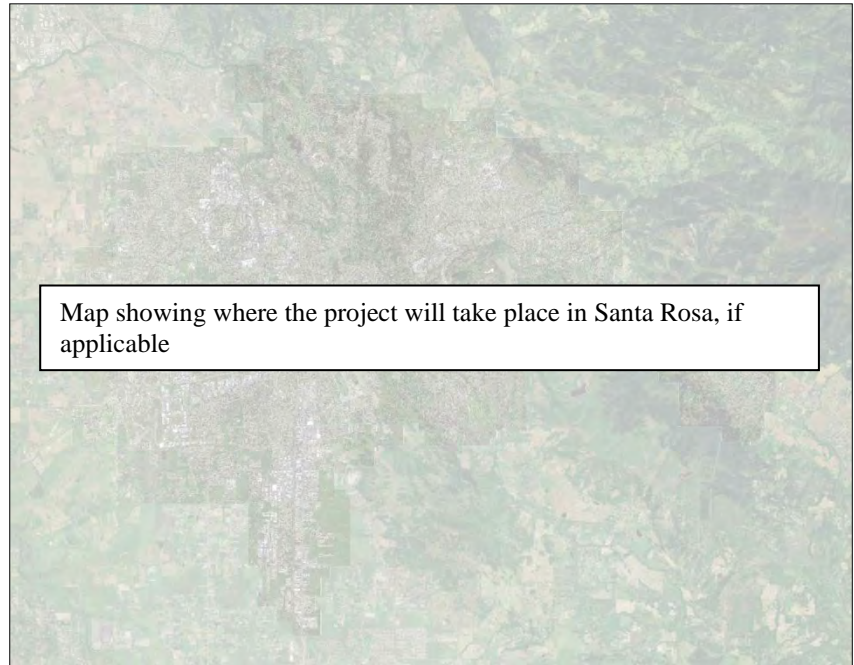 Map showing where the project will take place in Santa Rosa, if
applicable